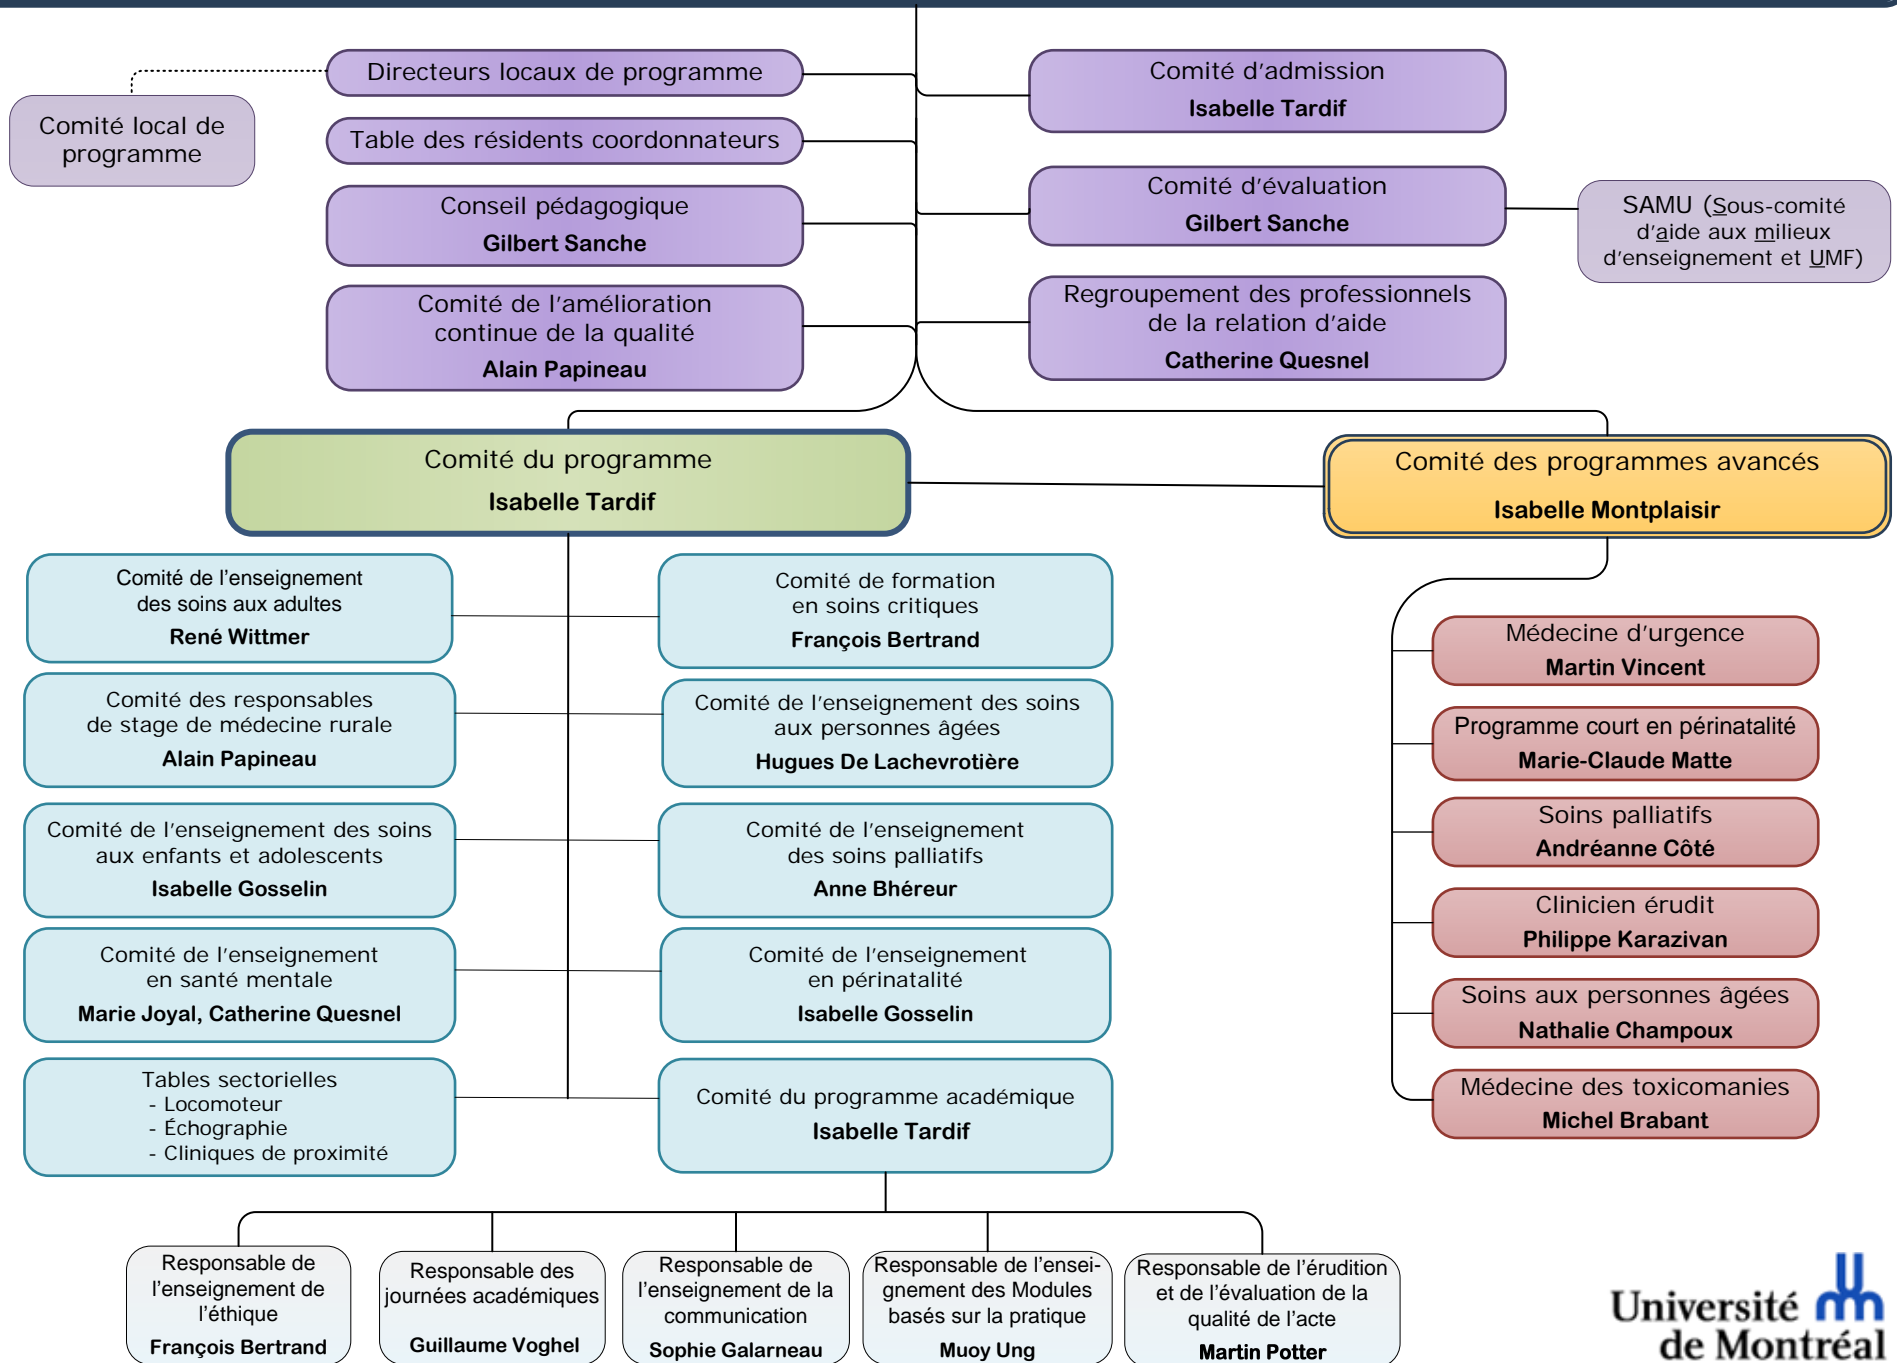 Directeurs locaux de programme
Comité local de
programme
Table des résidents coordonnateurs
Conseil pédagogique
Gilbert Sanche
Comité de l'amélioration
continue de la qualité
Alain Papineau
Comité d'admission
Isabelle Tardif
Comité d'évaluation
Gilbert Sanche
SAMU (Sous-comité
d'aide aux milieux
d'enseignement et UMF)
Regroupement des professionnels
de la relation d'aide
Catherine Quesnel
Comité du programme
Isabelle Tardif
Comité des programmes avancés
Isabelle Montplaisir
Comité de l'enseignement
des soins aux adultes
René Wittmer
Comité de formation
en soins critiques
François Bertrand
Comité des responsables
de stage de médecine rurale
Alain Papineau
Comité de l'enseignement des soins
aux personnes âgées
Hugues De Lachevrotière
Comité de l'enseignement des soins
aux enfants et adolescents
Isabelle Gosselin
Comité de l'enseignement
des soins palliatifs
Anne Bhéreur
Comité de l'enseignement
en santé mentale
Marie Joyal, Catherine Quesnel
Comité de l'enseignement
en périnatalité
Isabelle Gosselin
Tables sectorielles
- Locomoteur
- Échographie
- Cliniques de proximité
Comité du programme académique
Isabelle Tardif
Médecine d'urgence
Martin Vincent
Programme court en périnatalité
Marie-Claude Matte
Soins palliatifs
Andréanne Côté
Clinicien érudit
Philippe Karazivan
Soins aux personnes âgées
Nathalie Champoux
Médecine des toxicomanies
Michel Brabant
Responsable de
l'enseignement de
l'éthique
François Bertrand
Responsable des
journées académiques
Guillaume Voghel
Responsable de
l'enseignement de la
communication
Sophie Galarneau
Responsable de l'ensei-
gnement des Modules
basés sur la pratique
Muoy Ung
Responsable de l'érudition
et de l'évaluation de la
qualité de l'acte
Martin Potter
Université
de Montréal